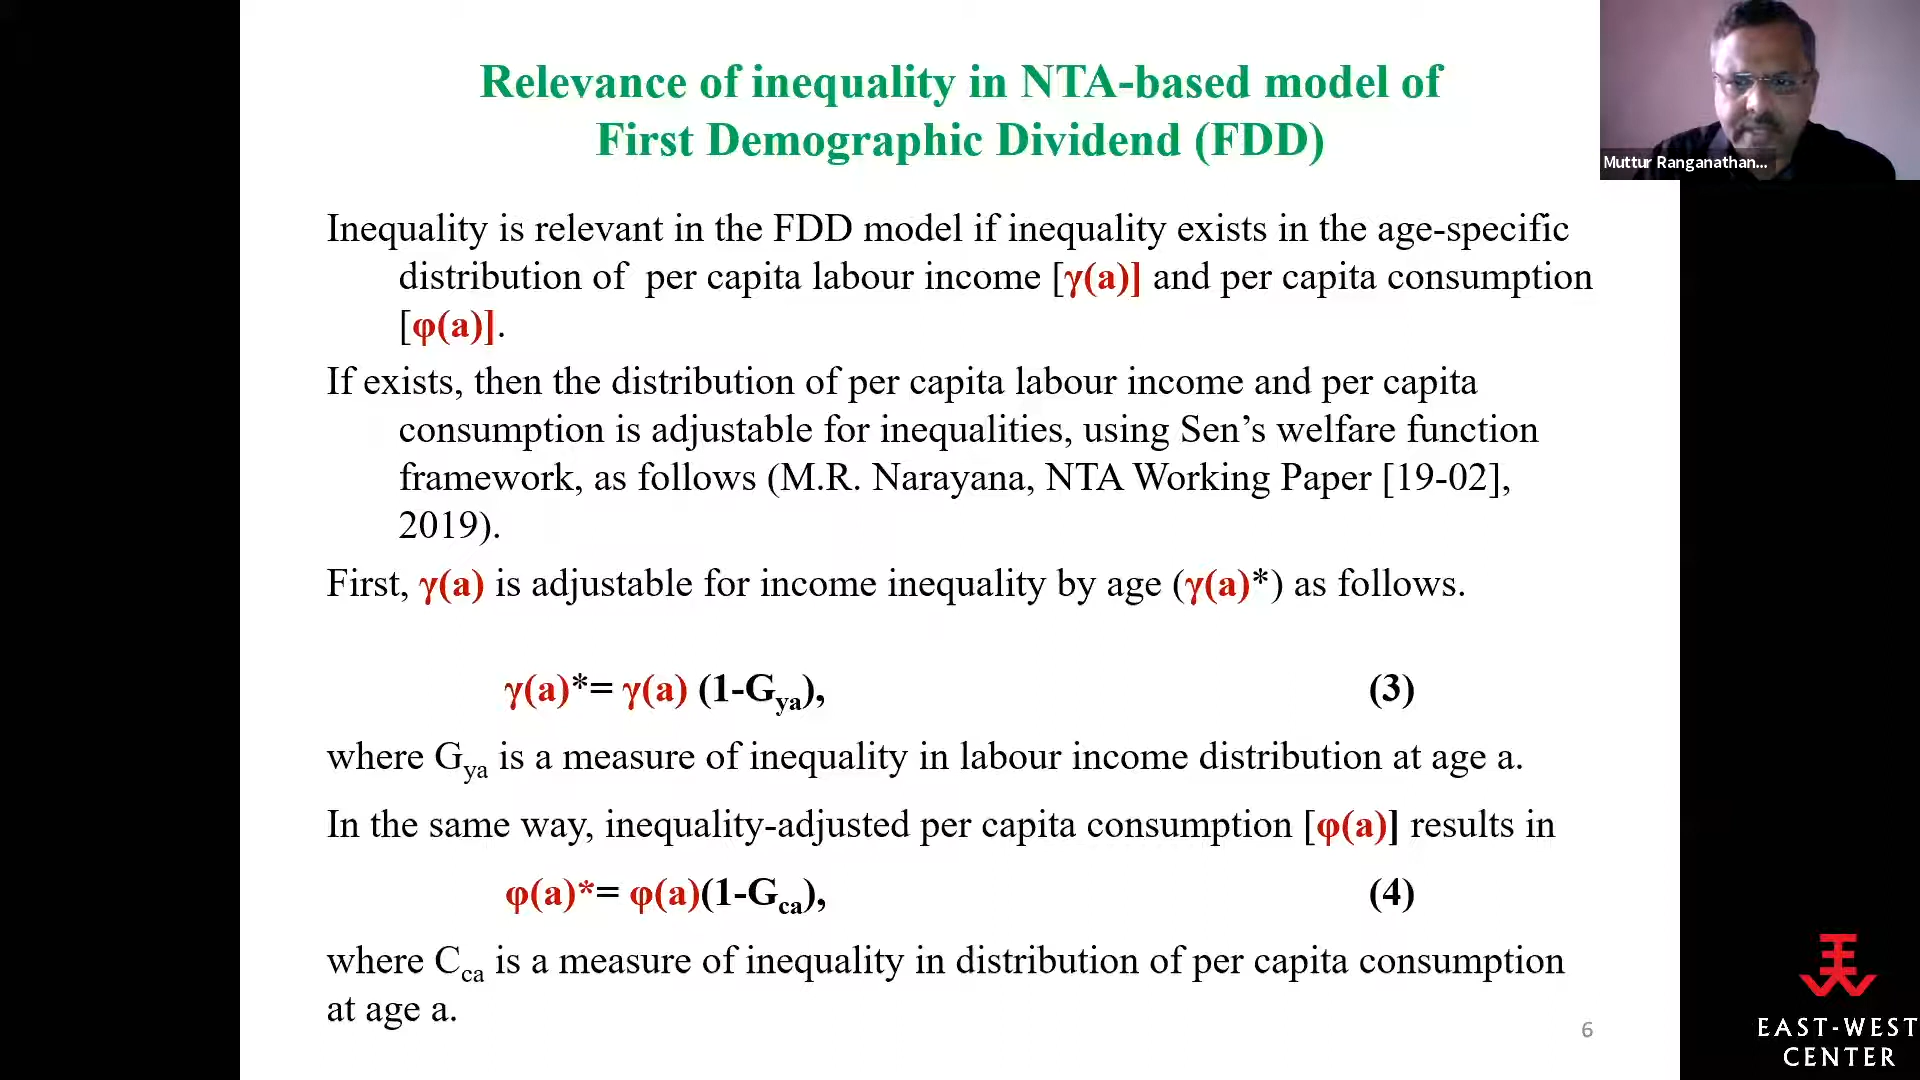 Relevance of inequality in NTA-based model of
First Demographic Dividend (FDD)
Muttur Ranganathan...
Inequality is relevant in the FDD model if inequality exists in the age-specific
distribution of per capita labour income [γ(a)] and per capita consumption
[φ(a)].
If exists, then the distribution of per capita labour income and per capita
consumption is adjustable for inequalities, using Sen’s welfare function
framework, as follows (M.R. Narayana, NTA Working Paper [19-02],
2019).
First, γ(a) is adjustable for income inequality by age (γ(a)*) as follows.
γ(a)*= γ(a) (1-Gya), (3)
where Gya is a measure of inequality in labour income distribution at age a.
In the same way, inequality-adjusted per capita consumption [φ(a)] results in
φ(a)*= φ(a)(1-Gca), (4)
where Cca is a measure of inequality in distribution of per capita consumption
at age a.
6
EAST-WEST
CENTER